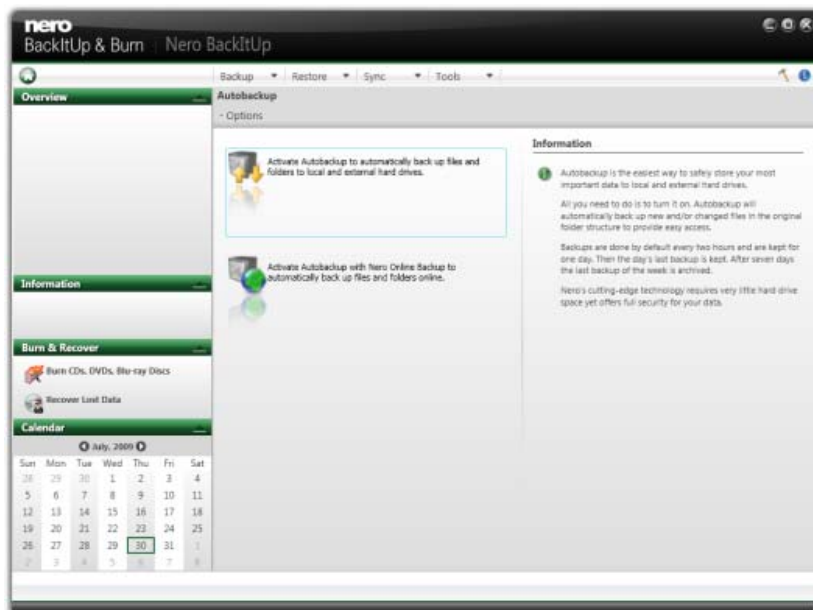 nero
BackItUp & Burn | Nero BackItUp
Backup Restore Sync Tools
Overview
Autobackup
- Options
Activate Autobackup to automatically back up files and
folders to local and external hard drives.
Activate Autobackup with Nero Online Backup to
automatically back up files and folders online.
Information
Autobackup is the easiest way to safely store your most
important data to local and external hard drives.
All you need to do is to turn it on. Autobackup will
automatically back up new and/or changed files in the original
folder structure to provide easy access.
Backups are done by default every two hours and are kept for
one day. Then the day's last backup is kept. After seven days
the last backup of the week is archived.
Nero's cutting-edge technology requires very little hard drive
space yet offers full security for your data.
Information
Burn & Recover
Burn CDs, DVDs, Blu-ray Discs
Recover Lost Data
Calendar
July, 2009
Sun Mon Tue Wed Thu Fri Sat
28 29 30 1 2 3 4
5 6 7 8 9 10 11
12 13 14 15 16 17 18
19 20 21 22 23 24 25
26 27 28 29 30 31 1
2 3 4 5 6 7 8